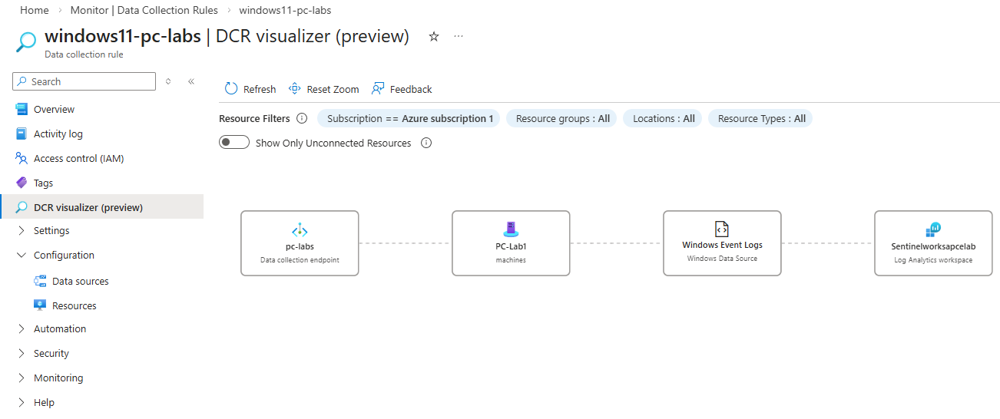 Home > Monitor | Data Collection Rules > windows11-pc-labs
windows11-pc-labs | DCR visualizer (preview)
Data collection rule
Search
Overview
Activity log
Access control (IAM)
Tags
DCR visualizer (preview)
Settings
Configuration
Data sources
Resources
Automation
Security
Monitoring
Help
Refresh Reset Zoom Feedback
Resource Filters Subscription == Azure subscription 1 Resource groups : All Locations : All Resource Types : All
Show Only Unconnected Resources
pc-labs
Data collection endpoint
PC-Lab1
machines
Windows Event Logs
Windows Data Source
Sentinelworksapcelab
Log Analytics workspace